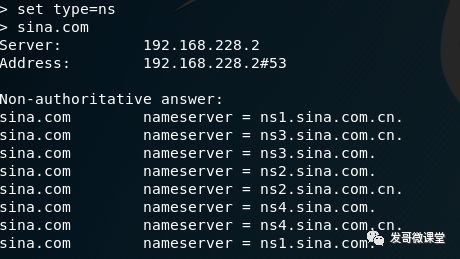 > set type=ns
> sina.com
Server:         192.168.228.2
Address:        192.168.228.2#53
Non-authoritative answer:
sina.com        nameserver = ns1.sina.com.cn.
sina.com        nameserver = ns3.sina.com.cn.
sina.com        nameserver = ns3.sina.com.
sina.com        nameserver = ns2.sina.com.
sina.com        nameserver = ns2.sina.com.cn.
sina.com        nameserver = ns4.sina.com.
sina.com        nameserver = ns4.sina.com.cn.
sina.com        nameserver = ns1.sina.com.
发哥微课堂